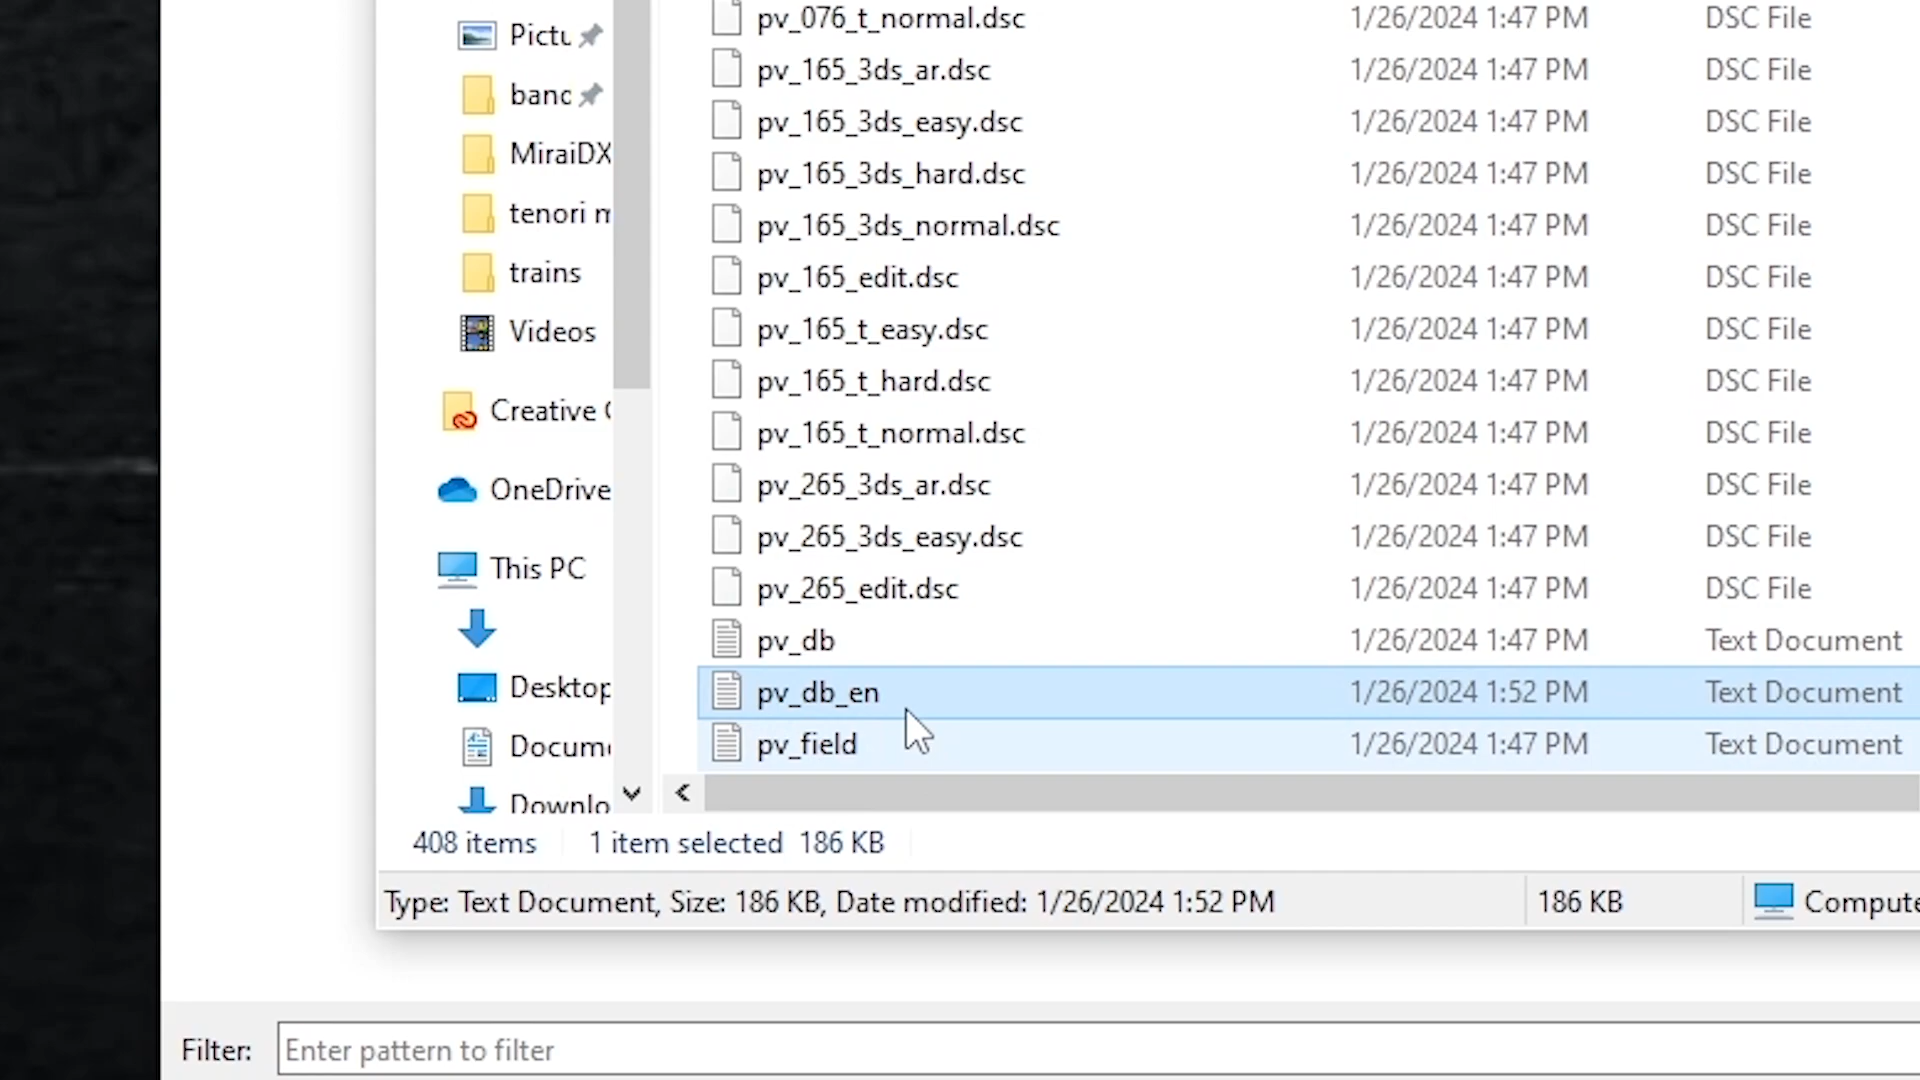 Pictu
banc
MiraiDX
tenori m
trains
Videos
Creative C
OneDrive
This PC
Desktop
Docume
Downlo
pv_076_t_normal.dsc 1/26/2024 1:47 PM DSC File
pv_165_3ds_ar.dsc 1/26/2024 1:47 PM DSC File
pv_165_3ds_easy.dsc 1/26/2024 1:47 PM DSC File
pv_165_3ds_hard.dsc 1/26/2024 1:47 PM DSC File
pv_165_3ds_normal.dsc 1/26/2024 1:47 PM DSC File
pv_165_edit.dsc 1/26/2024 1:47 PM DSC File
pv_165_t_easy.dsc 1/26/2024 1:47 PM DSC File
pv_165_t_hard.dsc 1/26/2024 1:47 PM DSC File
pv_165_t_normal.dsc 1/26/2024 1:47 PM DSC File
pv_265_3ds_ar.dsc 1/26/2024 1:47 PM DSC File
pv_265_3ds_easy.dsc 1/26/2024 1:47 PM DSC File
pv_265_edit.dsc 1/26/2024 1:47 PM DSC File
pv_db 1/26/2024 1:47 PM Text Document
pv_db_en 1/26/2024 1:52 PM Text Document
pv_field 1/26/2024 1:47 PM Text Document
408 items 1 item selected 186 KB
Type: Text Document, Size: 186 KB, Date modified: 1/26/2024 1:52 PM 186 KB Compute
Filter: Enter pattern to filter